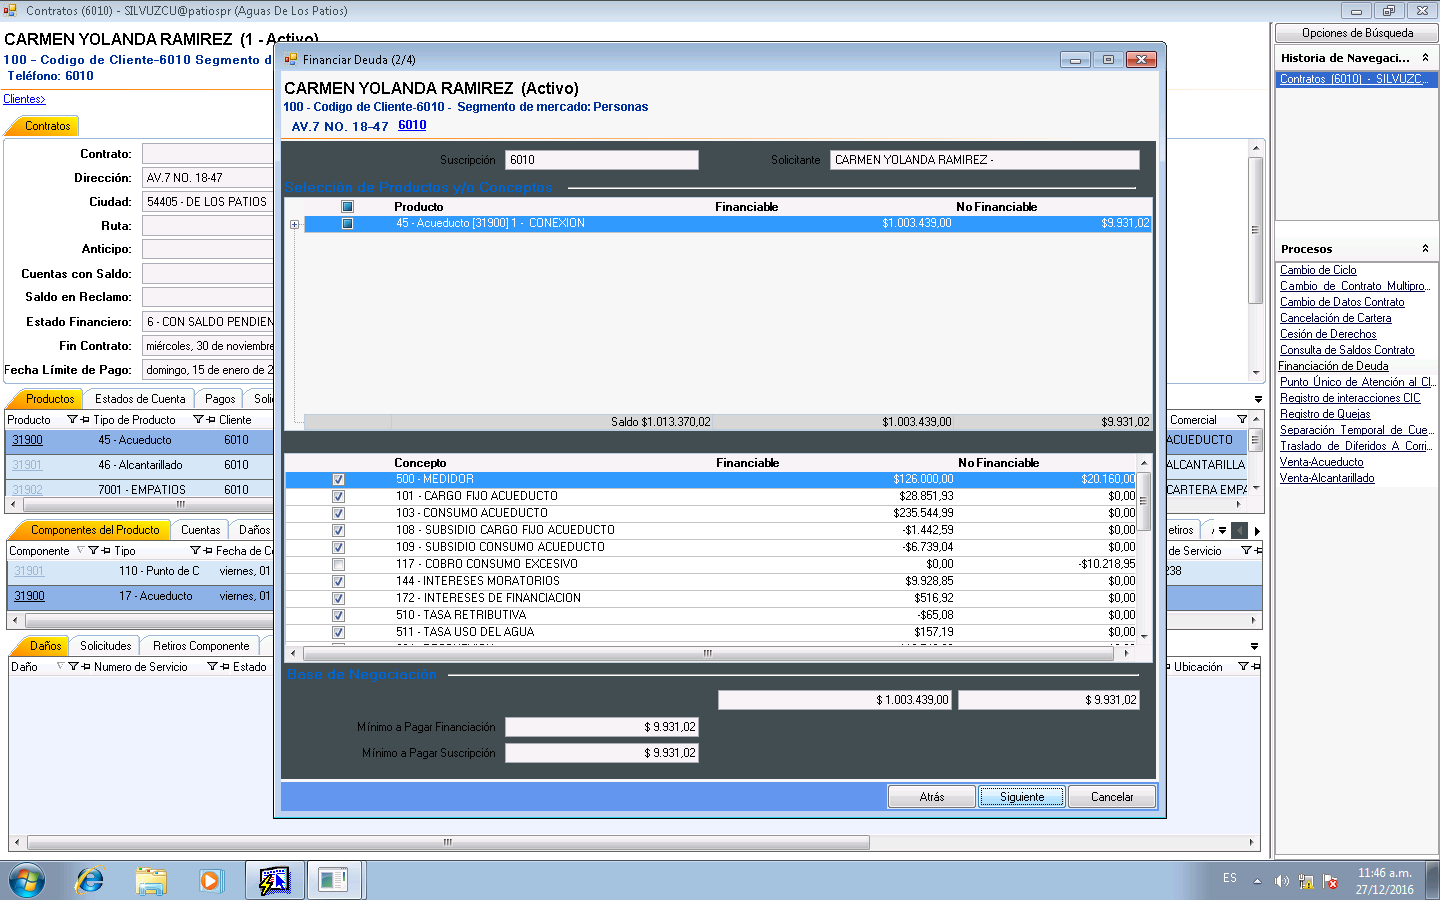 Contratos (6010) - SILVUZCU@patiospr (Aguas De Los Patios)
CARMEN YOLANDA RAMIREZ (1 - Activo)
100 - Codigo de Cliente-6010 Segmento d
Teléfono: 6010
Clientes>
Contratos
Contrato:
Dirección: AV.7 NO. 18-47
Ciudad: 54405 - DE LOS PATIOS
Ruta:
Anticipo:
Cuentas con Saldo:
Saldo en Reclamo:
Estado Financiero: 6 - CON SALDO PENDIEN
Fin Contrato: miércoles, 30 de noviembre
Fecha Límite de Pago: domingo, 15 de enero de 2
Productos Estados de Cuenta Pagos Soli
Producto Tipo de Producto Cliente
31900 45 - Acueducto 6010
31901 46 - Alcantarillado 6010
31902 7001 - EMPATIOS 6010
Componentes del Producto Cuentas Daños
Componente Tipo Fecha de Co
31901 110 - Punto de C viernes, 01
31900 17 - Acueducto viernes, 01
Daños Solicitudes Retiros Componente
Daño Numero de Servicio Estado
Financiar Deuda (2/4)
CARMEN YOLANDA RAMIREZ (Activo)
100 - Codigo de Cliente-6010 - Segmento de mercado: Personas
AV.7 NO. 18-47 6010
Suscripción 6010 Solicitante CARMEN YOLANDA RAMIREZ -
Selección de Productos y/o Conceptos
Producto Financiable No Financiable
45 - Acueducto [31900] 1 - CONEXION $1.003.439,00 $9.931,02
Saldo $1.013.370,02 $1.003.439,00 $9.931,02
Concepto Financiable No Financiable
500 - MEDIDOR $126.000,00 $20.160,00
101 - CARGO FIJO ACUEDUCTO $28.851,93 $0,00
103 - CONSUMO ACUEDUCTO $235.544,99 $0,00
108 - SUBSIDIO CARGO FIJO ACUEDUCTO -$1.442,59 $0,00
109 - SUBSIDIO CONSUMO ACUEDUCTO -$6.739,04 $0,00
117 - COBRO CONSUMO EXCESIVO $0,00 -$10.218,95
144 - INTERESES MORATORIOS $9.928,85 $0,00
172 - INTERESES DE FINANCIACION $516,92 $0,00
510 - TASA RETRIBUTIVA -$65,08 $0,00
511 - TASA USO DEL AGUA $157,19 $0,00
Base de Negociación
$ 1.003.439,00 $ 9.931,02
Mínimo a Pagar Financiación $ 9.931,02
Mínimo a Pagar Suscripción $ 9.931,02
Atrás Siguiente Cancelar
Comercial
ACUEDUCTO
ALCANTARILLA
CARTERA EMPA
etiros
de Servicio
238
Ubicación
Opciones de Búsqueda
Historia de Navegaci...
Contratos (6010) - SILVUZC...
Procesos
Cambio de Ciclo
Cambio de Contrato Multipro...
Cambio de Datos Contrato
Cancelación de Cartera
Cesión de Derechos
Consulta de Saldos Contrato
Financiación de Deuda
Punto Único de Atención al Cl...
Registro de interacciones CIC
Registro de Quejas
Separación Temporal de Cue...
Traslado de Diferidos A Corri...
Venta-Acueducto
Venta-Alcantarillado
ES
11:46 a.m.
27/12/2016